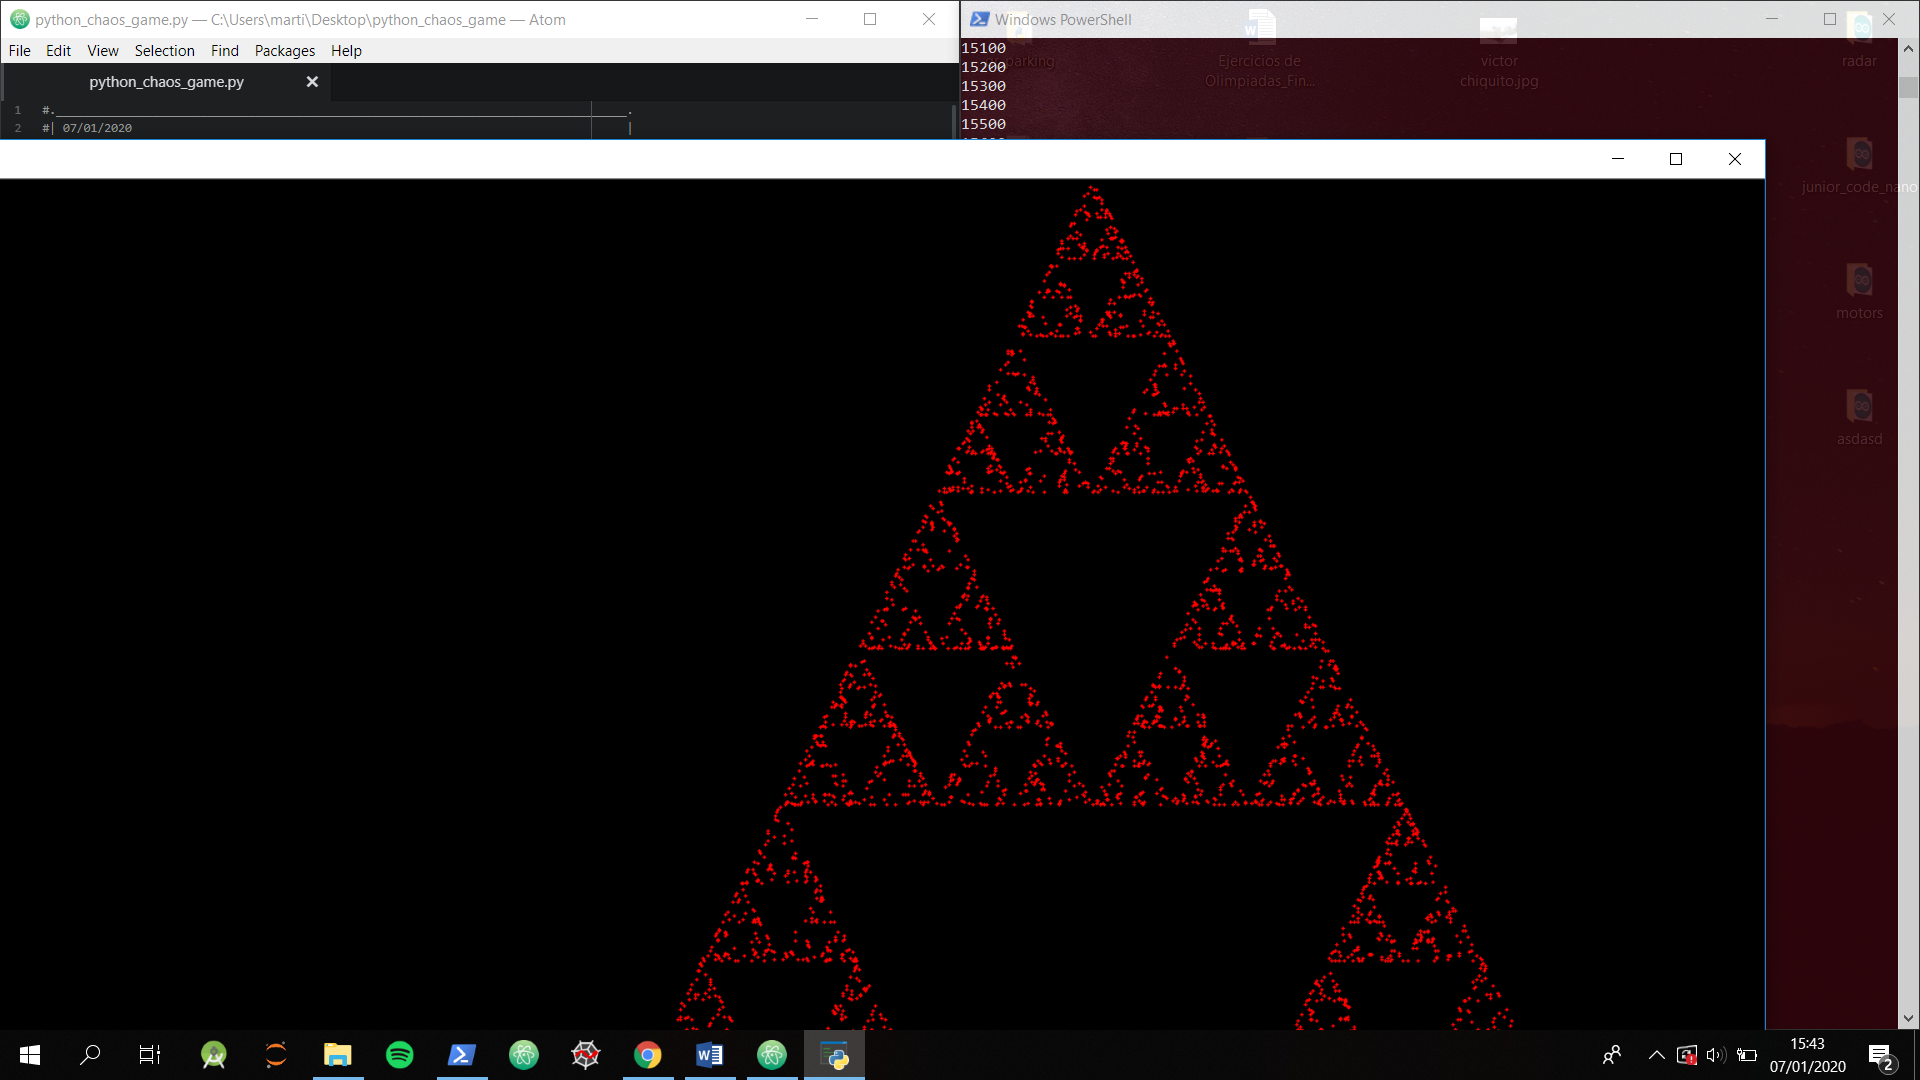 python_chaos_game.py — C:\Users\marti\Desktop\python_chaos_game — Atom
File Edit View Selection Find Packages Help
python_chaos_game.py
1 #.
2 #| 07/01/2020 |
Windows PowerShell
15100
15200
15300
15400
15500
parking
Ejercicios de
Olimpiadas_Fin...
victor
chiquito.jpg
radar
junior_code_nano
motors
asdasd
15:43
07/01/2020
2